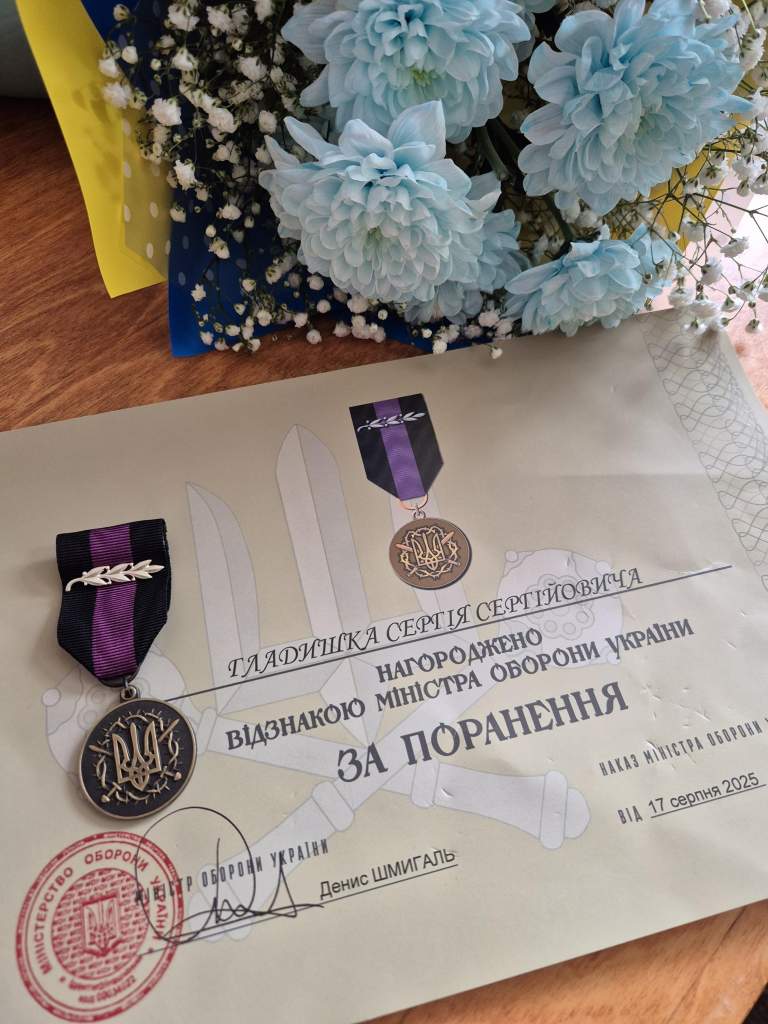 ГЛАДИШКА СЕРГІЯ СЕРГІЙОВИЧА
НАГОРОДЖЕНО
ВІДЗНАКОЮ МІНІСТРА ОБОРОНИ УКРАЇНИ
ЗА ПОРАНЕННЯ
НАКАЗ МІНІСТРА ОБОРОНИ
ВІД 17 серпня 2025
МІНІСТР ОБОРОНИ УКРАЇНИ
Денис ШМИГАЛЬ
МІНІСТЕРСТВО ОБОРОНИ УКРАЇНИ